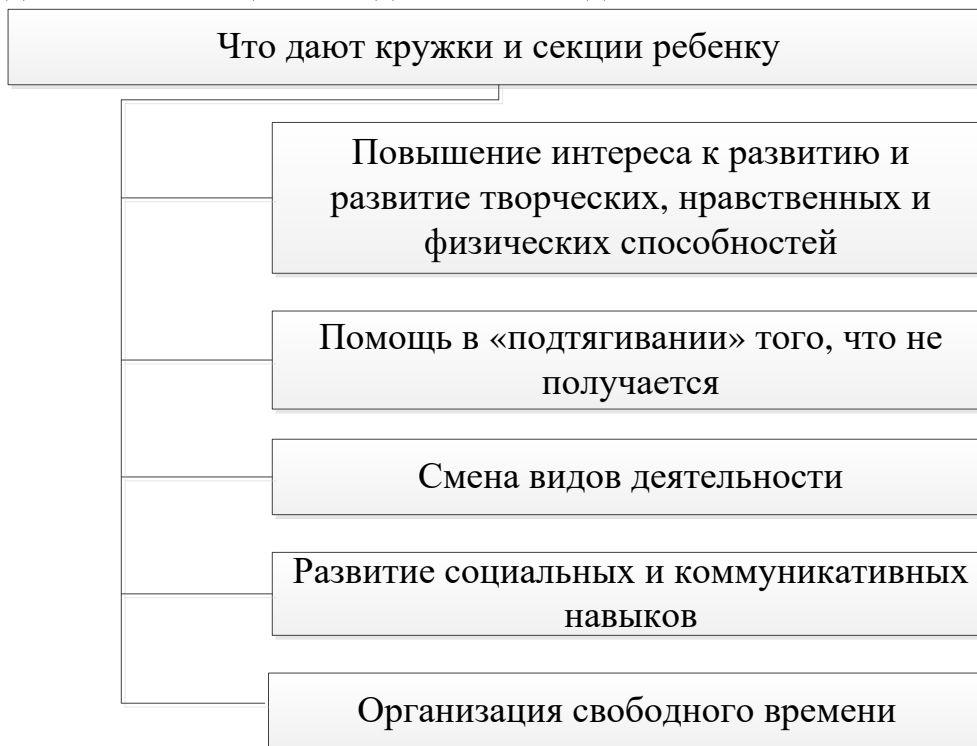 Что дают кружки и секции ребенку
Повышение интереса к развитию и
развитие творческих, нравственных и
физических способностей
Помощь в «подтягивании» того, что не
получается
Смена видов деятельности
Развитие социальных и коммуникативных
навыков
Организация свободного времени